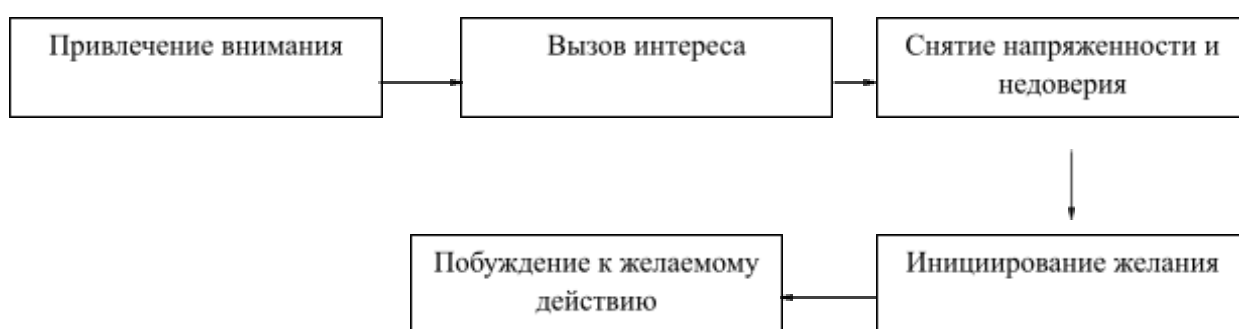 Привлечение внимания
Вызов интереса
Снятие напряженности и
недоверия
Инициирование желания
Побуждение к желаемому
действию